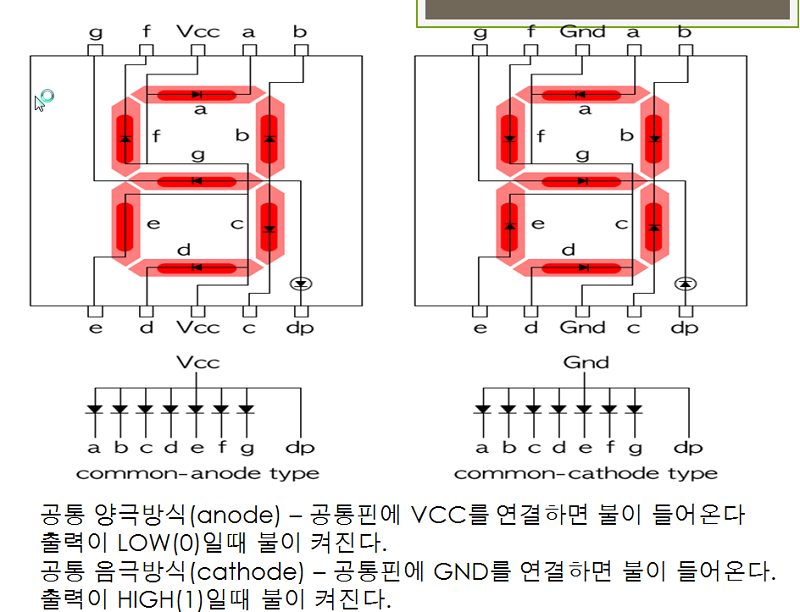 g f Vcc a b
g f Gnd a b
a
f b
g
e c
d
a
f b
g
e c
d
e d Vcc c dp
e d Gnd c dp
Vcc
Gnd
a b c d e f g dp
a b c d e f g dp
common-anode type
common-cathode type
공통 양극방식(anode) – 공통핀에 VCC를 연결하면 불이 들어온다
출력이 LOW(0)일때 불이 켜진다.
공통 음극방식(cathode) – 공통핀에 GND를 연결하면 불이 들어온다.
출력이 HIGH(1)일때 불이 켜진다.